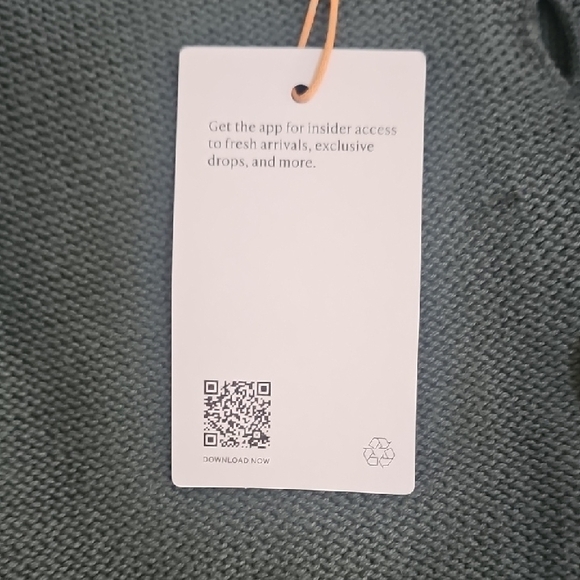 Get the app for insider access
to fresh arrivals, exclusive
drops, and more.
DOWNLOAD NOW